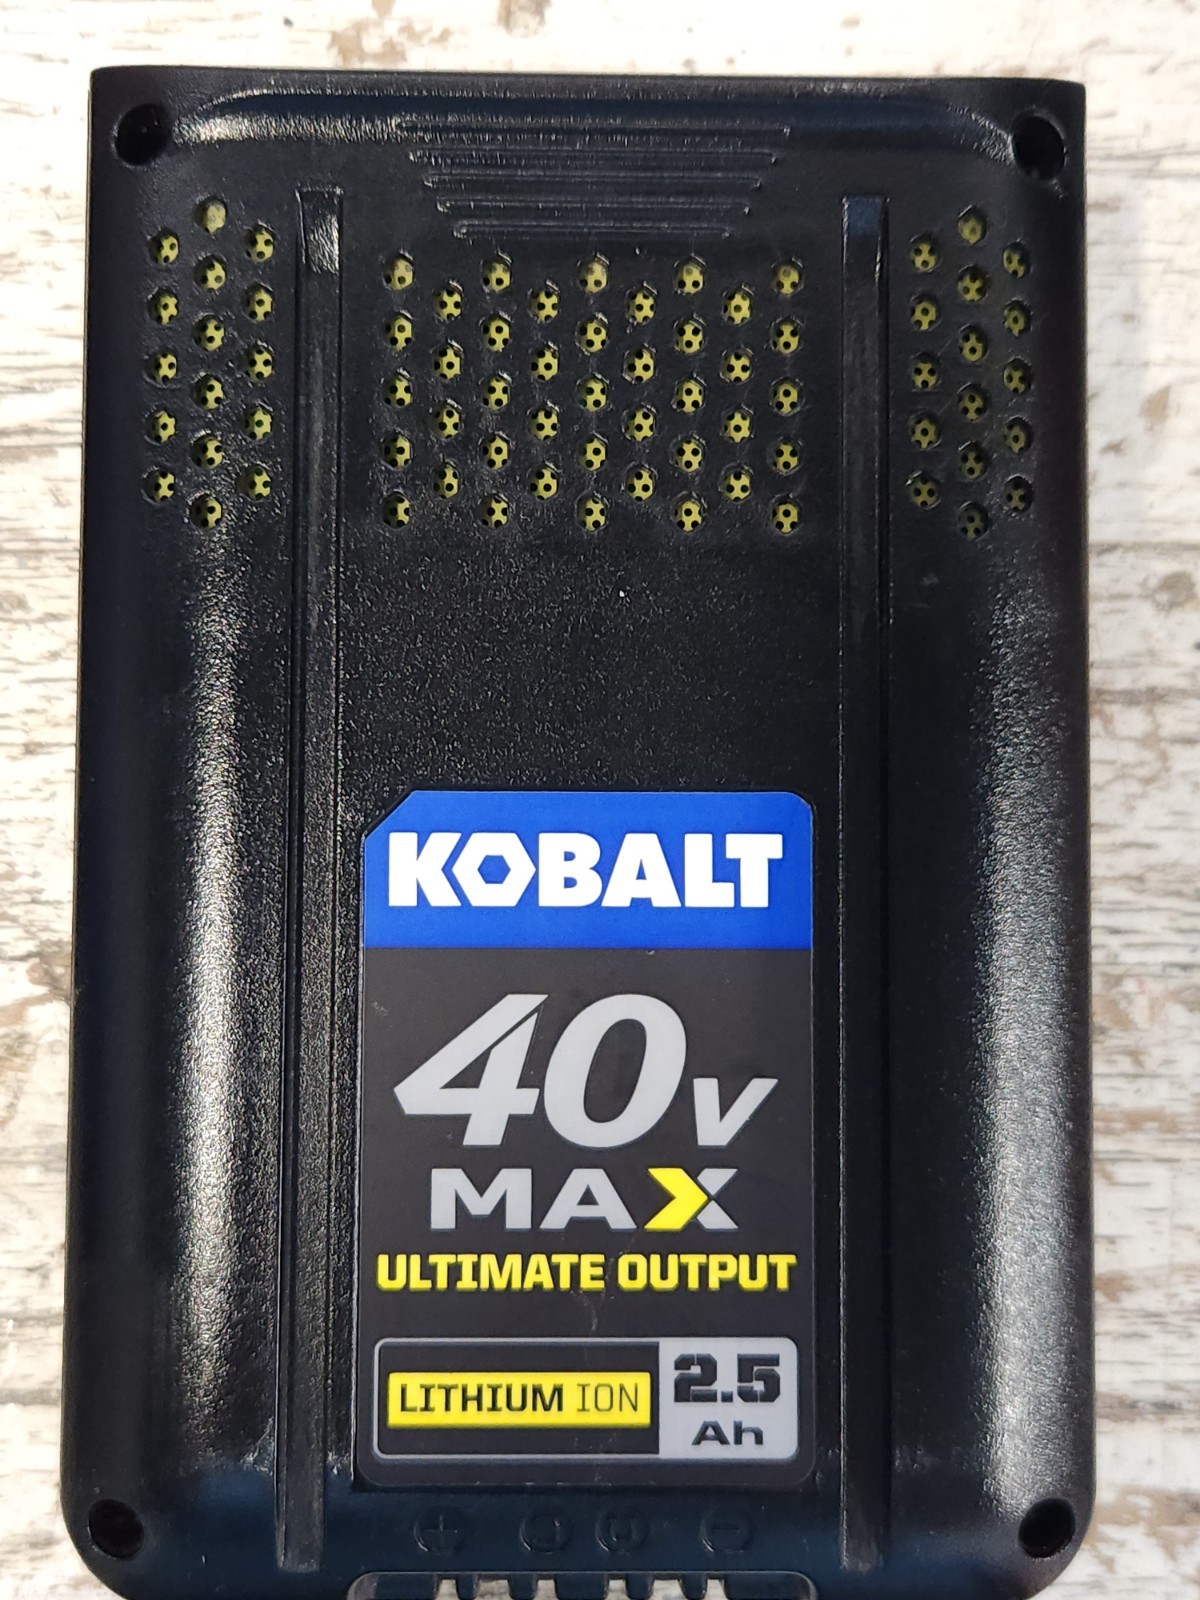 KOBALT
40V
MAX
ULTIMATE OUTPUT
LITHIUM ION
2.5
Ah
+
-